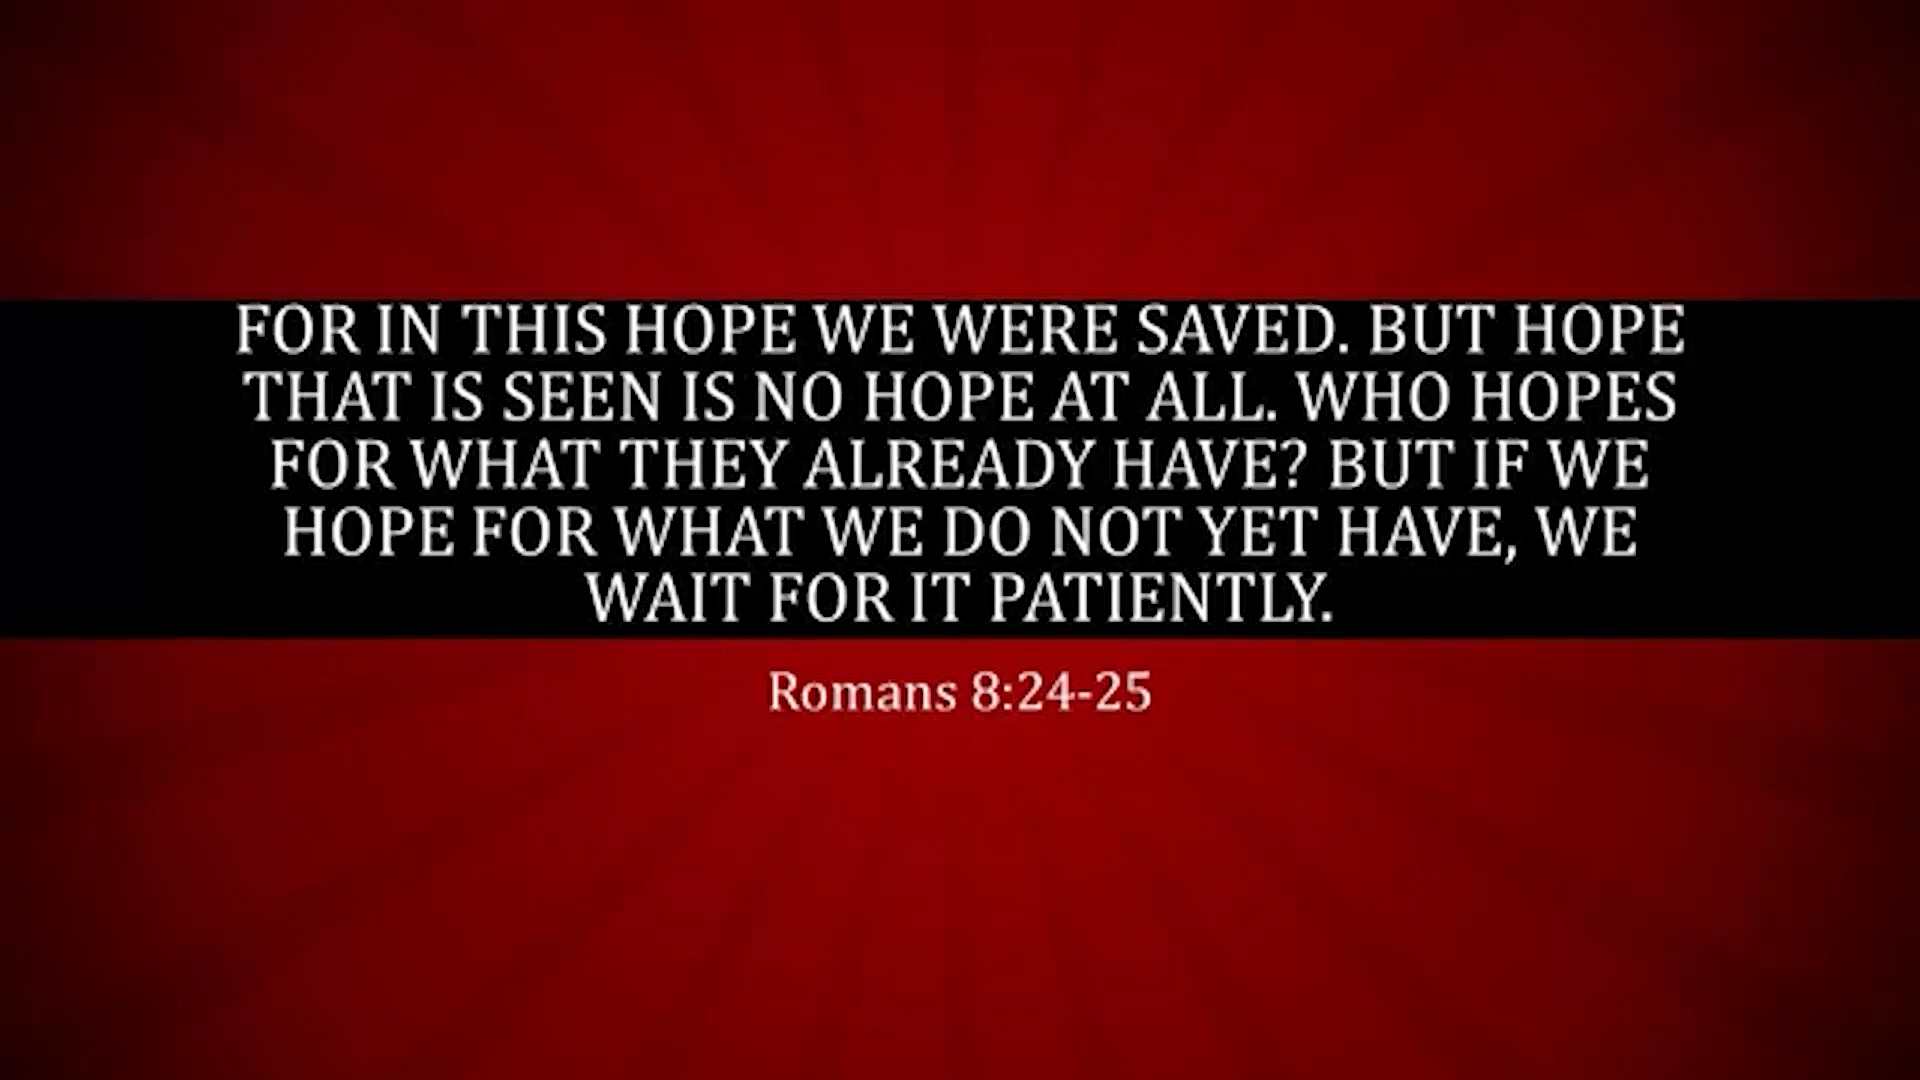 FOR IN THIS HOPE WE WERE SAVED. BUT HOPE
THAT IS SEEN IS NO HOPE AT ALL. WHO HOPES
FOR WHAT THEY ALREADY HAVE? BUT IF WE
HOPE FOR WHAT WE DO NOT YET HAVE, WE
WAIT FOR IT PATIENTLY.
Romans 8:24-25